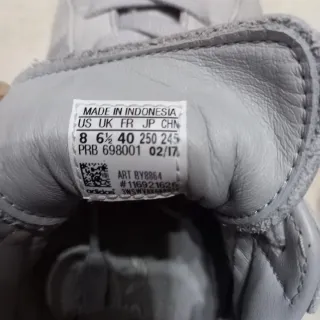 MADE IN INDONESIA
US UK FR JP CHN
8 6½ 40 250 245
PRB 698001 02/17
ART BY8864
adidas